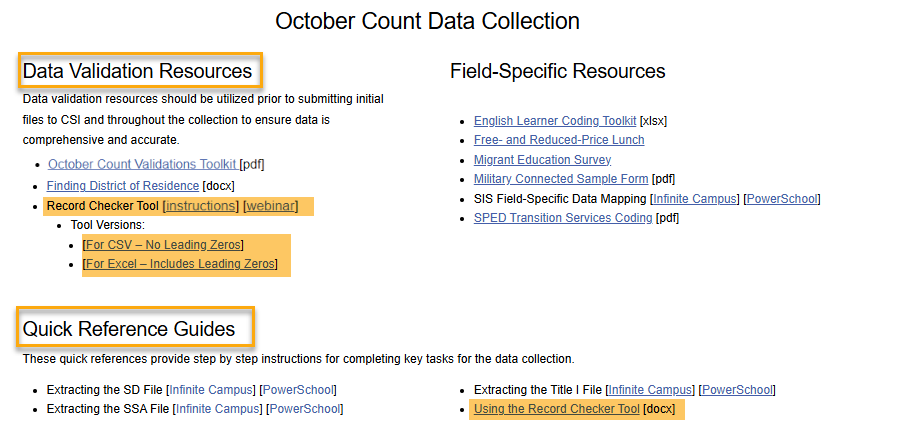 October Count Data Collection
Data Validation Resources
Data validation resources should be utilized prior to submitting initial
files to CSI and throughout the collection to ensure data is
comprehensive and accurate.
October Count Validations Toolkit [pdf]
Finding District of Residence [docx]
Record Checker Tool [instructions] [webinar]
Tool Versions:
[For CSV – No Leading Zeros]
[For Excel – Includes Leading Zeros]
Field-Specific Resources
English Learner Coding Toolkit [xlsx]
Free- and Reduced-Price Lunch
Migrant Education Survey
Military Connected Sample Form [pdf]
SIS Field-Specific Data Mapping [Infinite Campus] [PowerSchool]
SPED Transition Services Coding [pdf]
Quick Reference Guides
These quick references provide step by step instructions for completing key tasks for the data collection.
Extracting the SD File [Infinite Campus] [PowerSchool]
Extracting the SSA File [Infinite Campus] [PowerSchool]
Extracting the Title I File [Infinite Campus] [PowerSchool]
Using the Record Checker Tool [docx]